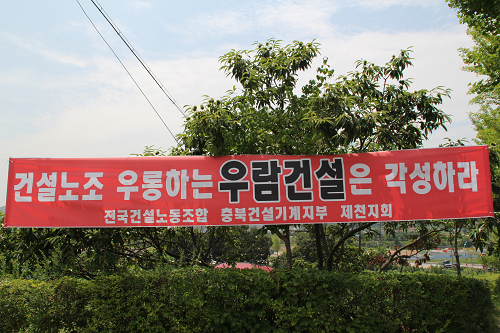 건설노조 우롱하는 우람건설은 각성하라
전국건설노동조합 충북건설기계지부 제천지회